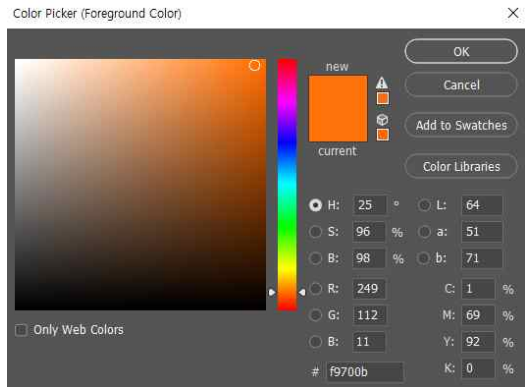 Color Picker (Foreground Color)
new
current
OK
Cancel
Add to Swatches
Color Libraries
H: 25 °
S: 96 %
B: 98 %
R: 249
G: 112
B: 11
# f9700b
L: 64
a: 51
b: 71
C: 1 %
M: 69 %
Y: 92 %
K: 0 %
Only Web Colors